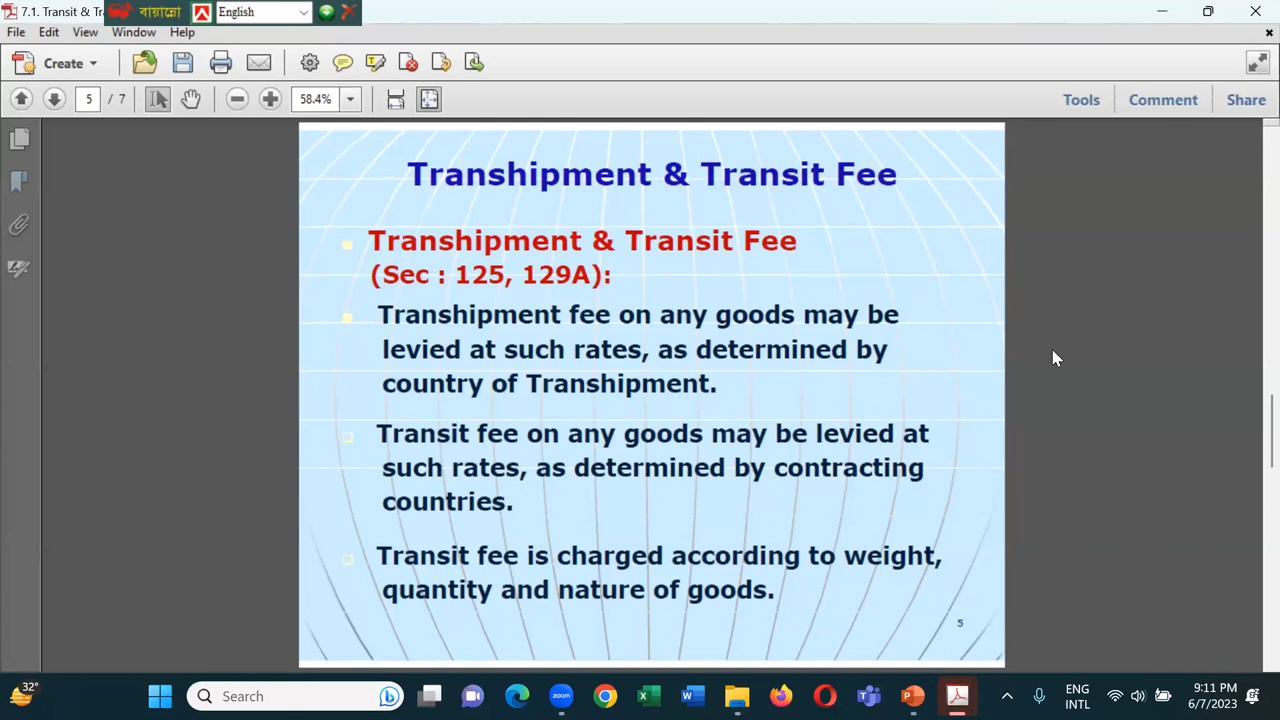 7.1. Transit & Tr
বায়ান্নো
English
File Edit View Window Help
Create
5 / 7
58.4%
Tools Comment Share
Transhipment & Transit Fee
Transhipment & Transit Fee
(Sec : 125, 129A):
Transhipment fee on any goods may be
levied at such rates, as determined by
country of Transhipment.
Transit fee on any goods may be levied at
such rates, as determined by contracting
countries.
Transit fee is charged according to weight,
quantity and nature of goods.
5
32°
Search
zoom
ENG
INTL
9:11 PM
6/7/2023